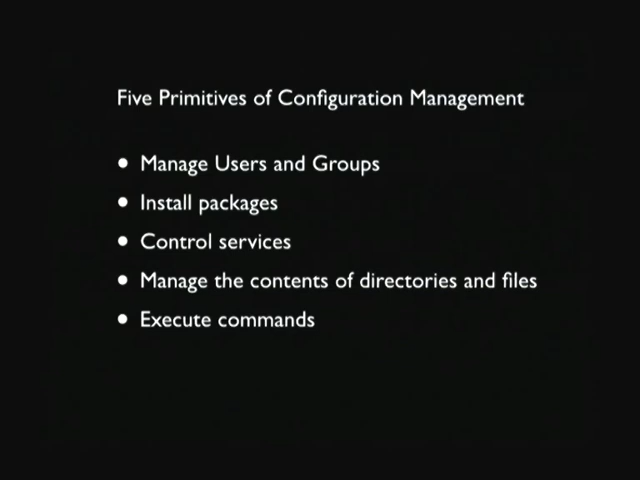 Five Primitives of Configuration Management
• Manage Users and Groups
• Install packages
• Control services
• Manage the contents of directories and files
• Execute commands